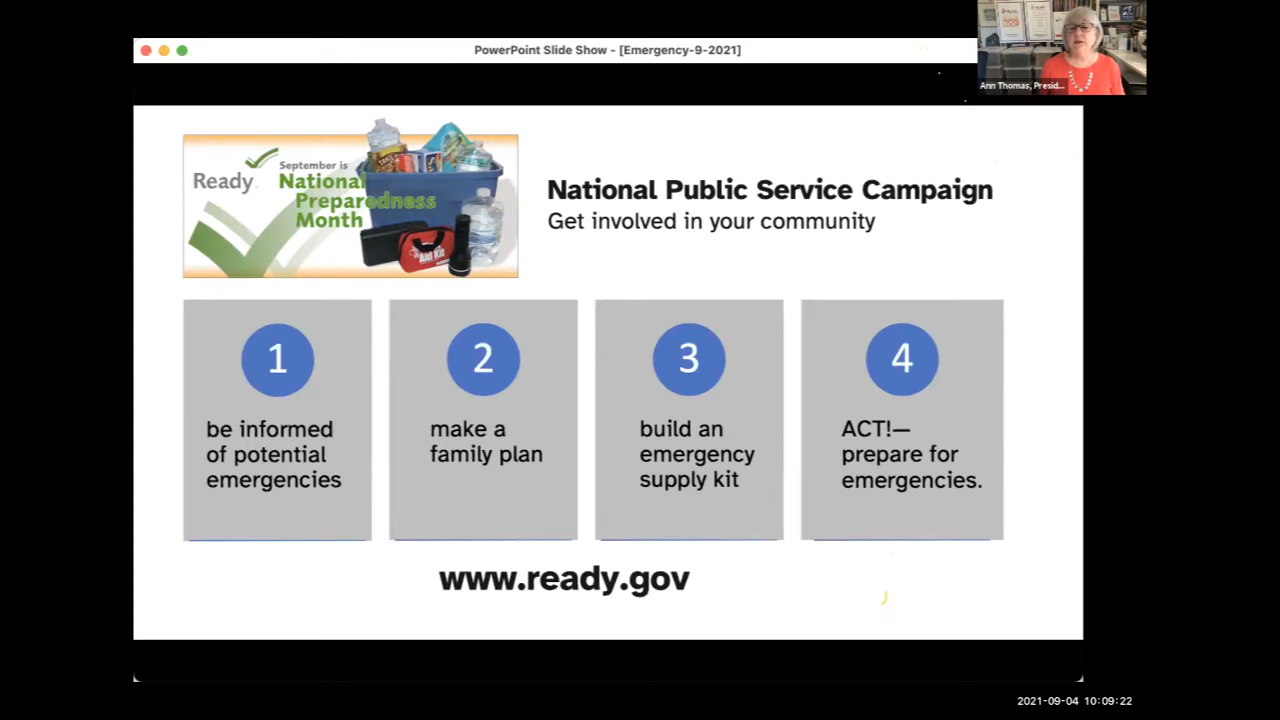 PowerPoint Slide Show - [Emergency-9-2021]
Ann Thomas, Presid...
Ready
September is
National
Preparedness
Month
Aid Kit
National Public Service Campaign
Get involved in your community
1
be informed
of potential
emergencies
2
make a
family plan
3
build an
emergency
supply kit
4
ACT!—
prepare for
emergencies.
www.ready.gov
2021-09-04 10:09:22